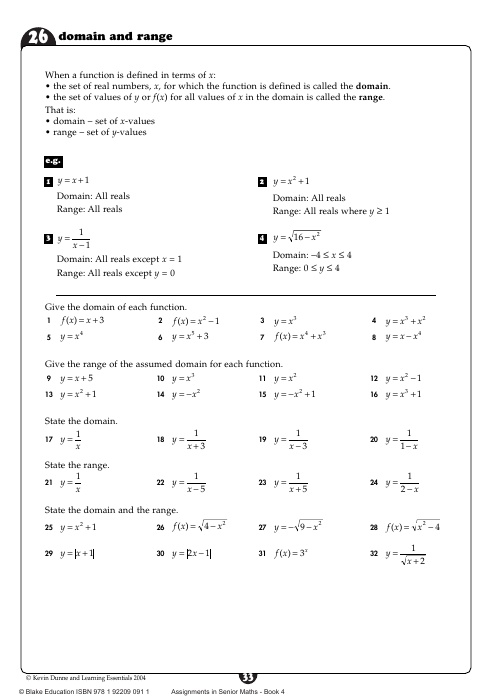 26 domain and range
When a function is defined in terms of x:
• the set of real numbers, x, for which the function is defined is called the domain.
• the set of values of y or f(x) for all values of x in the domain is called the range.
That is:
• domain – set of x-values
• range – set of y-values
e.g.
1 y = x + 1
Domain: All reals
Range: All reals
2 y = x² + 1
Domain: All reals
Range: All reals where y ≥ 1
3 y = 1/(x − 1)
Domain: All reals except x = 1
Range: All reals except y = 0
4 y = √(16 − x²)
Domain: –4 ≤ x ≤ 4
Range: 0 ≤ y ≤ 4
Give the domain of each function.
1 f(x) = x + 3 2 f(x) = x² − 1 3 y = x³ 4 y = x³ + x²
5 y = x⁴ 6 y = x⁵ + 3 7 f(x) = x⁴ + x³ 8 y = x − x⁴
Give the range of the assumed domain for each function.
9 y = x + 5 10 y = x³ 11 y = x² 12 y = x² − 1
13 y = x² + 1 14 y = −x² 15 y = −x² + 1 16 y = x³ + 1
State the domain.
17 y = 1/x 18 y = 1/(x + 3) 19 y = 1/(x − 3) 20 y = 1/(1 − x)
State the range.
21 y = 1/x 22 y = 1/(x − 5) 23 y = 1/(x + 5) 24 y = 1/(2 − x)
State the domain and the range.
25 y = x² + 1 26 f(x) = √(4 − x²) 27 y = −√(9 − x²) 28 f(x) = √(x² − 4)
29 y = |x + 1| 30 y = |2x − 1| 31 f(x) = 3ˣ 32 y = 1/√(x + 2)
© Kevin Dunne and Learning Essentials 2004
33
© Blake Education ISBN 978 1 92209 091 1 Assignments in Senior Maths - Book 4